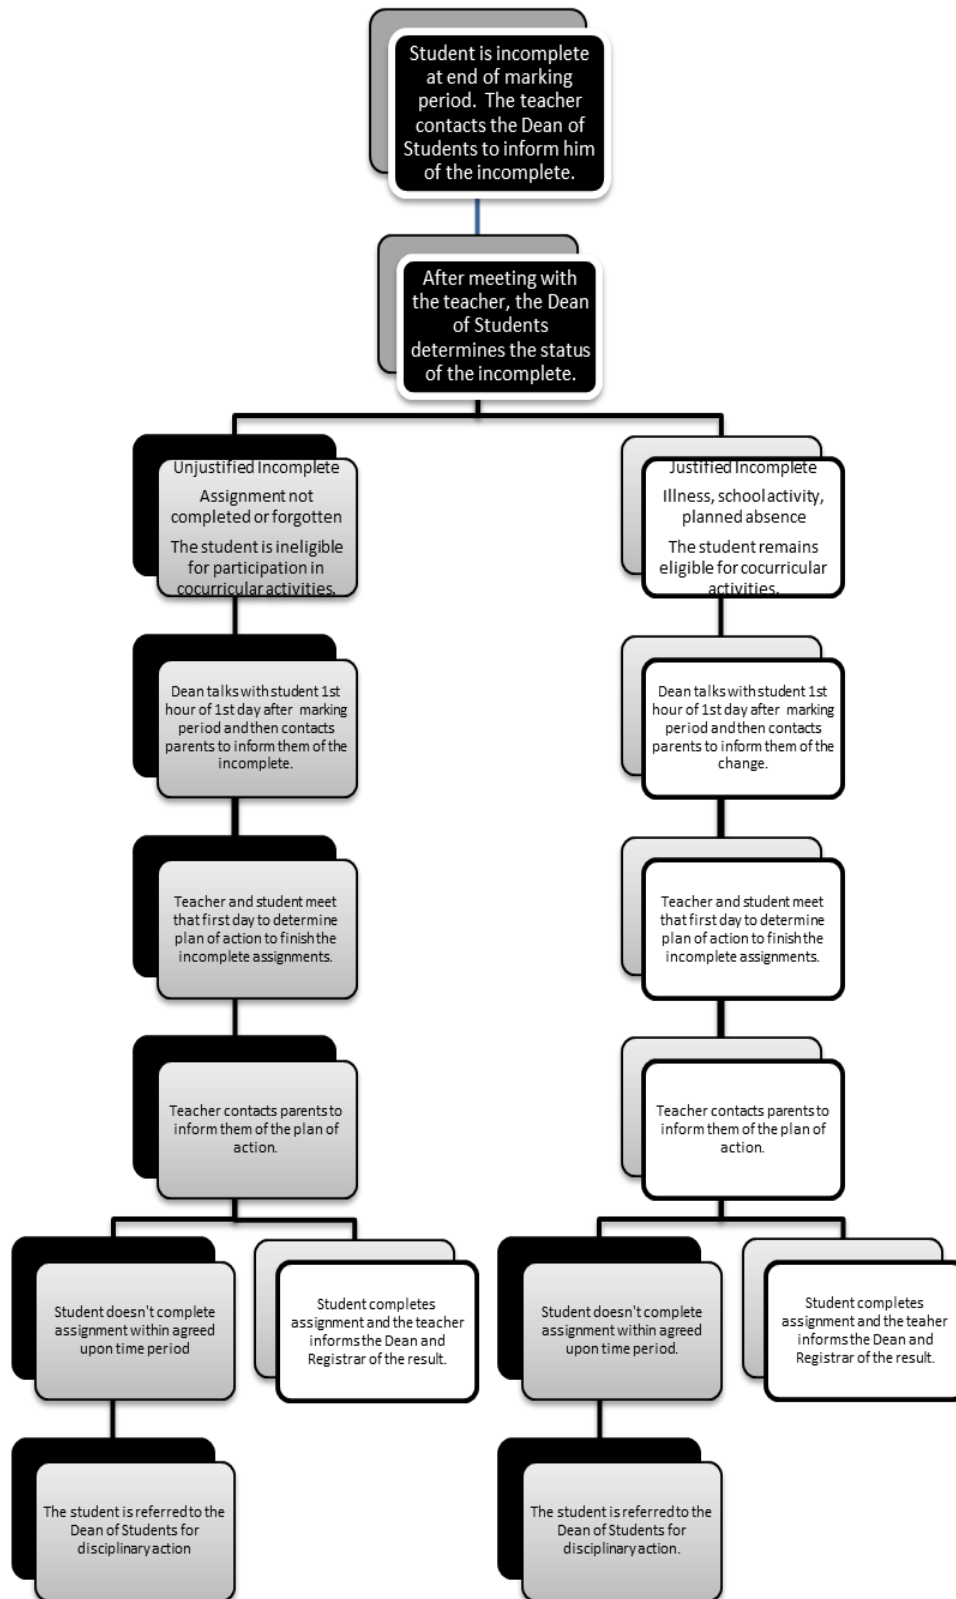 Student is incomplete
at end of marking
period. The teacher
contacts the Dean of
Students to inform him
of the incomplete.
After meeting with
the teacher, the Dean
of Students
determines the status
of the incomplete.
Unjustified Incomplete
Assignment not
completed or forgotten
The student is ineligible
for participation in
cocurricular activities.
Justified Incomplete
Illness, school activity,
planned absence
The student remains
eligible for cocurricular
activities.
Dean talks with student 1st
hour of 1st day after marking
period and then contacts
parents to inform them of the
incomplete.
Dean talks with student 1st
hour of 1st day after marking
period and then contacts
parents to inform them of the
change.
Teacher and student meet
that first day to determine
plan of action to finish the
incomplete assignments.
Teacher and student meet
that first day to determine
plan of action to finish the
incomplete assignments.
Teacher contacts parents to
inform them of the plan of
action.
Teacher contacts parents to
inform them of the plan of
action.
Student doesn't complete
assignment within agreed
upon time period
Student completes
assignment and the teacher
informs the Dean and
Registrar of the result.
Student doesn't complete
assignment within agreed
upon time period.
Student completes
assignment and the teaher
informs the Dean and
Registrar of the result.
The student is referred to the
Dean of Students for
disciplinary action
The student is referred to the
Dean of Students for
disciplinary action.